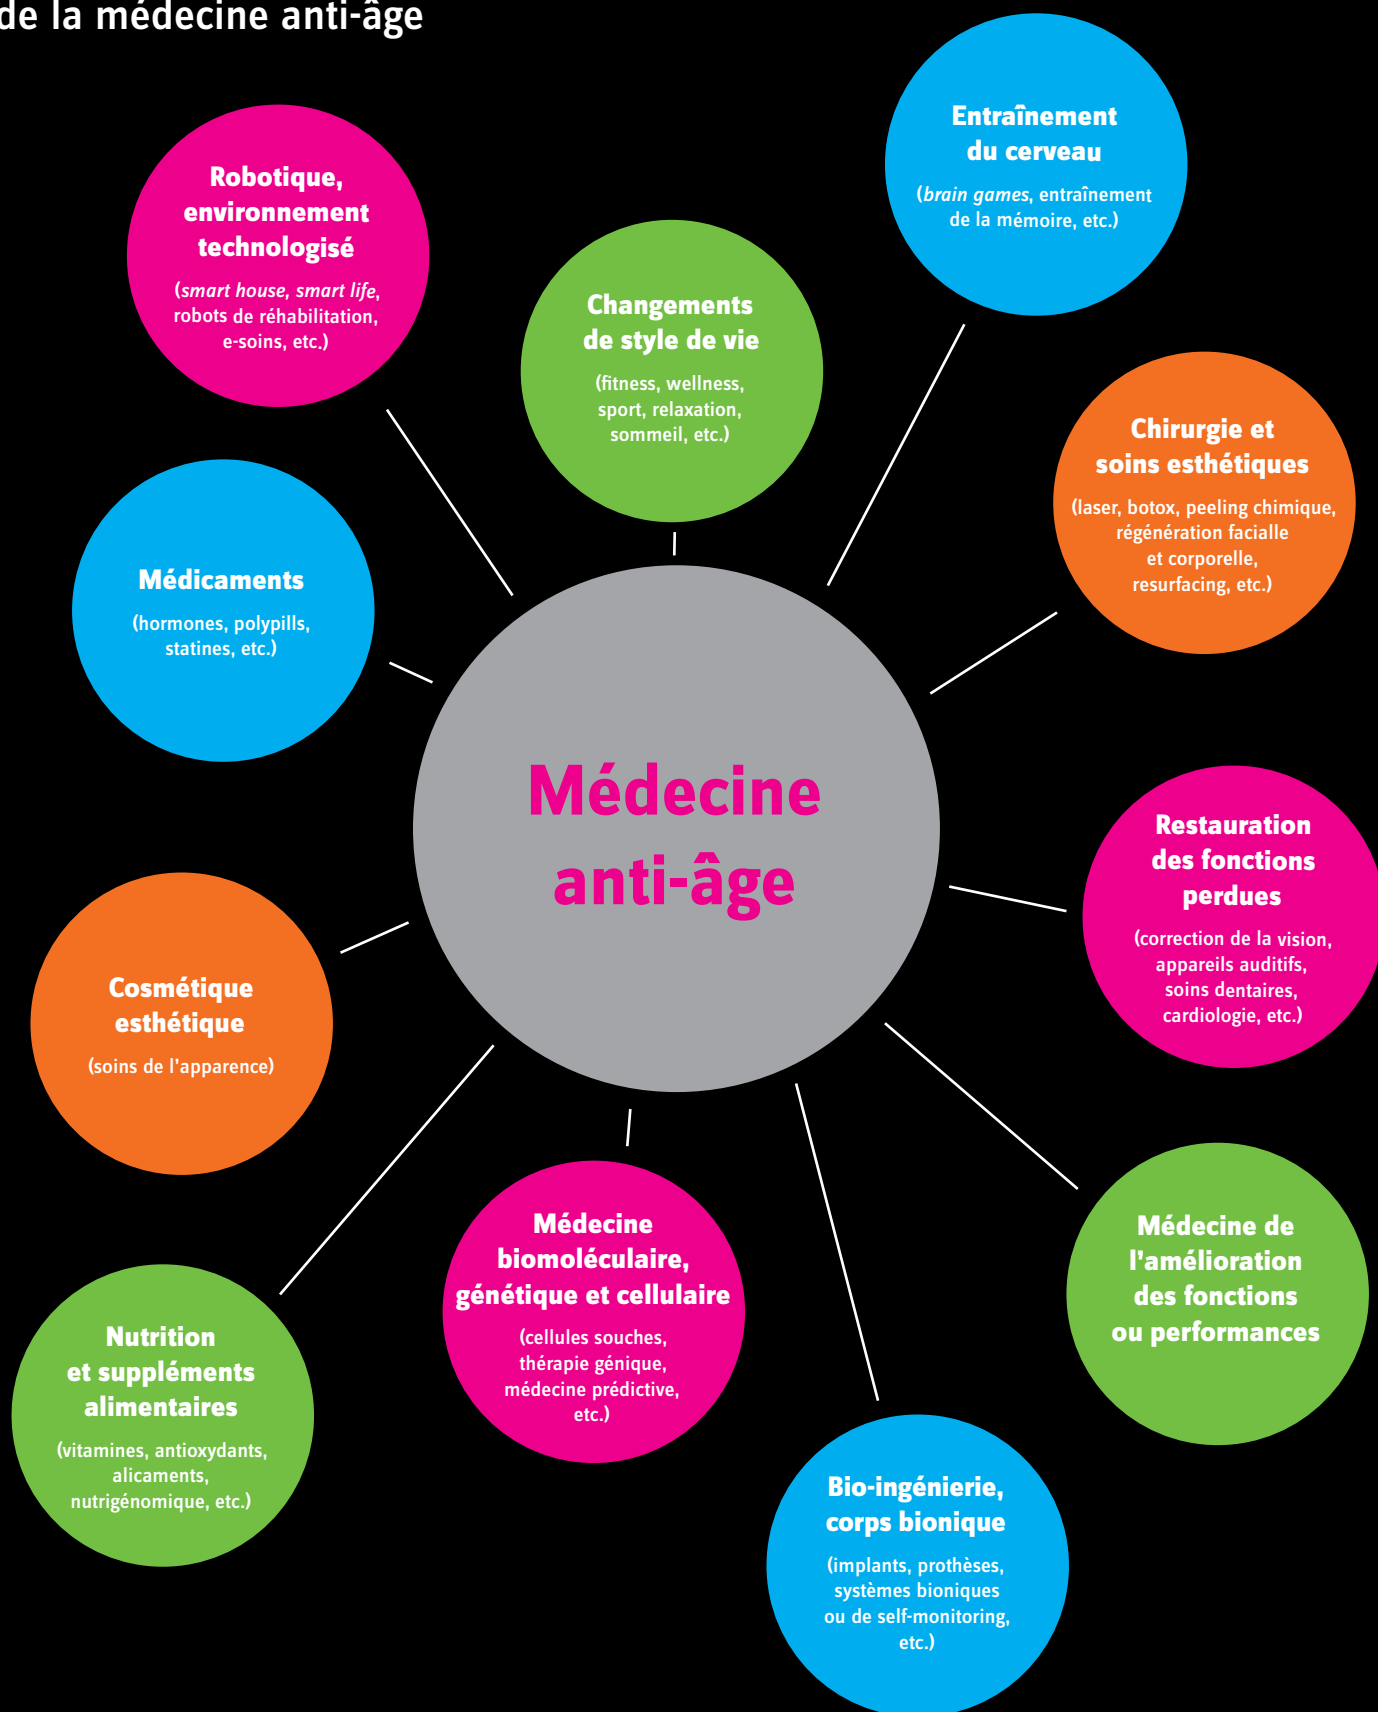 de la médecine anti-âge
Entraînement
du cerveau
(brain games, entraînement
de la mémoire, etc.)
Robotique,
environnement
technologisé
(smart house, smart life,
robots de réhabilitation,
e-soins, etc.)
Changements
de style de vie
(fitness, wellness,
sport, relaxation,
sommeil, etc.)
Chirurgie et
soins esthétiques
(laser, botox, peeling chimique,
régénération facialle
et corporelle,
resurfacing, etc.)
Médicaments
(hormones, polypills,
statines, etc.)
Médecine
anti-âge
Restauration
des fonctions
perdues
(correction de la vision,
appareils auditifs,
soins dentaires,
cardiologie, etc.)
Cosmétique
esthétique
(soins de l'apparence)
Médecine
biomoléculaire,
génétique et cellulaire
(cellules souches,
thérapie génique,
médecine prédictive,
etc.)
Médecine de
l'amélioration
des fonctions
ou performances
Nutrition
et suppléments
alimentaires
(vitamines, antioxydants,
alicaments,
nutrigénomique, etc.)
Bio-ingénierie,
corps bionique
(implants, prothèses,
systèmes bioniques
ou de self-monitoring,
etc.)